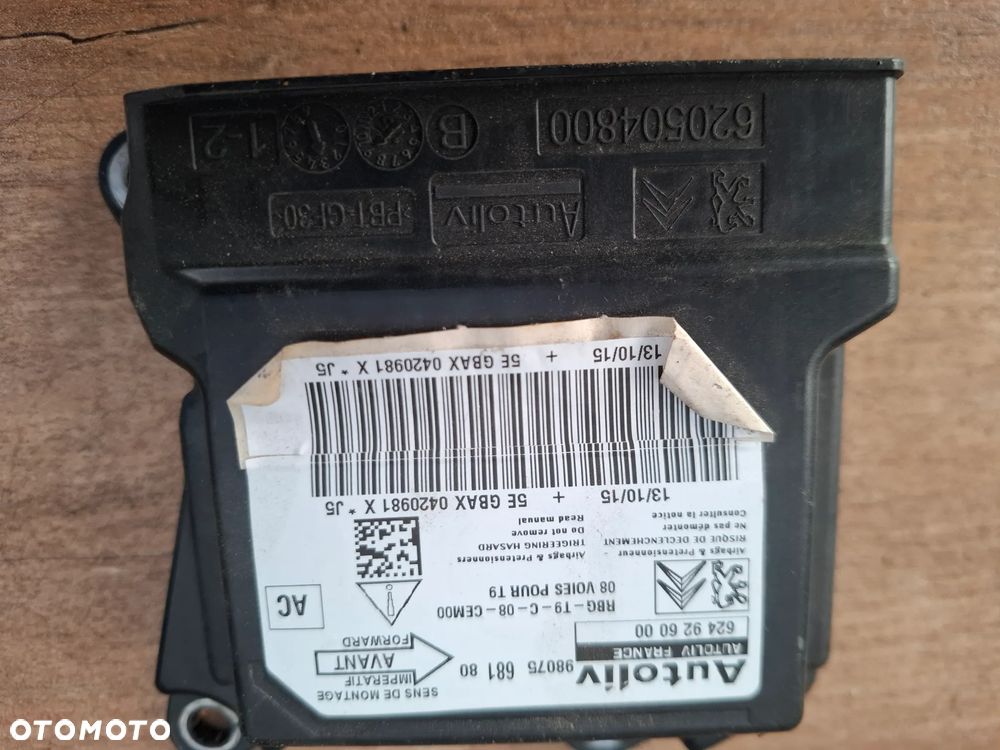 Autoliv
98075 681 80
AUTOLIV FRANCE
624 92 60 00
SENS DE MONTAGE
IMPERATIF
AVANT
FORWARD
RBG-T9-C-08-CEM00
08 VOIES POUR T9
AC
Airbags & Pretensionneur -
RISQUE DE DECLENCHEMENT
Ne pas démonter
Consulter la notice
Airbags & Pretensionners
TRIGEERING HASARD
Do not remove
Read manual
13/10/15 + 5E GBAX 0420981 X * J5
13/10/15 + 5E GBAX 0420981 X * J5
Autoliv
>PBT-GF30<
620504800
B
1-2
OTOMOTO